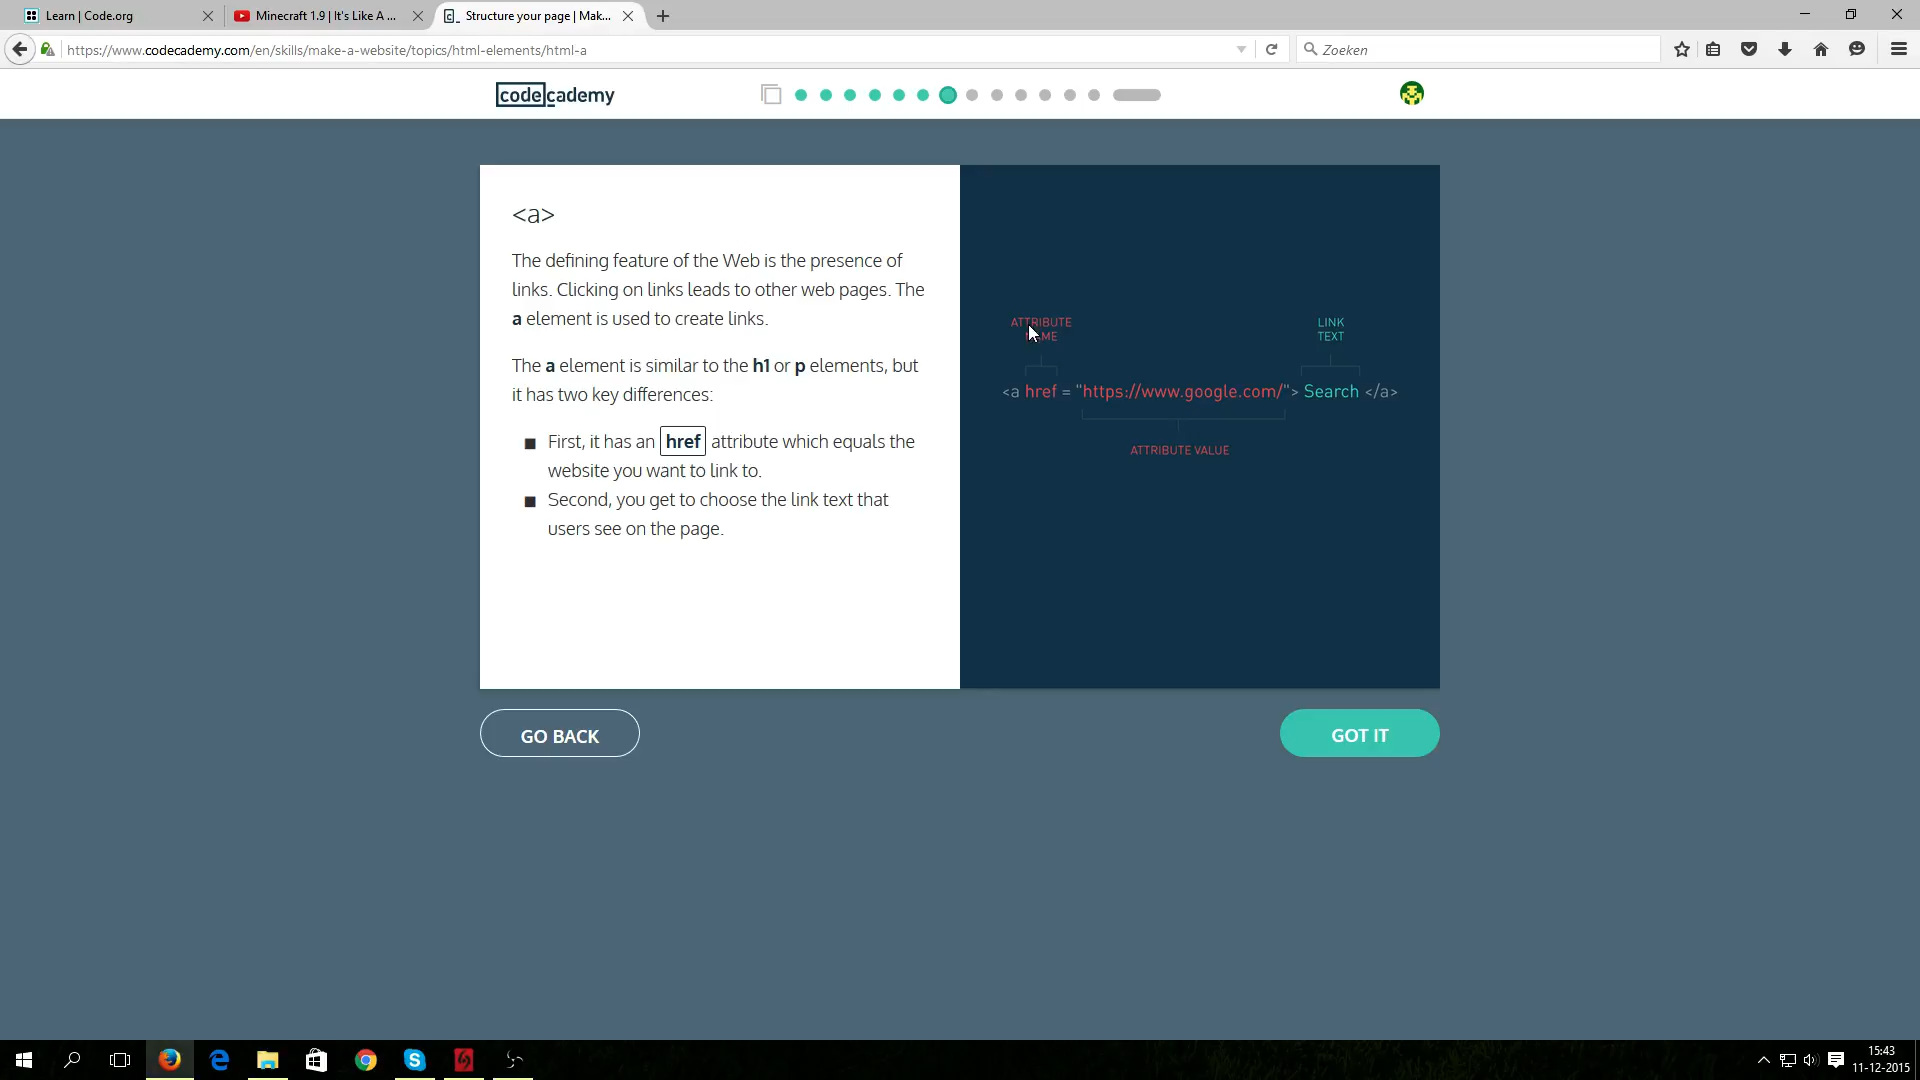 Learn | Code.org
Minecraft 1.9 | It's Like A ...
Structure your page | Mak...
https://www.codecademy.com/en/skills/make-a-website/topics/html-elements/html-a
Zoeken
codecademy
<a>
The defining feature of the Web is the presence of
links. Clicking on links leads to other web pages. The
a element is used to create links.
The a element is similar to the h1 or p elements, but
it has two key differences:
First, it has an href attribute which equals the
website you want to link to.
Second, you get to choose the link text that
users see on the page.
ATTRIBUTE
NAME
LINK
TEXT
<a href = "https://www.google.com/"> Search </a>
ATTRIBUTE VALUE
GO BACK
GOT IT
15:43
11-12-2015